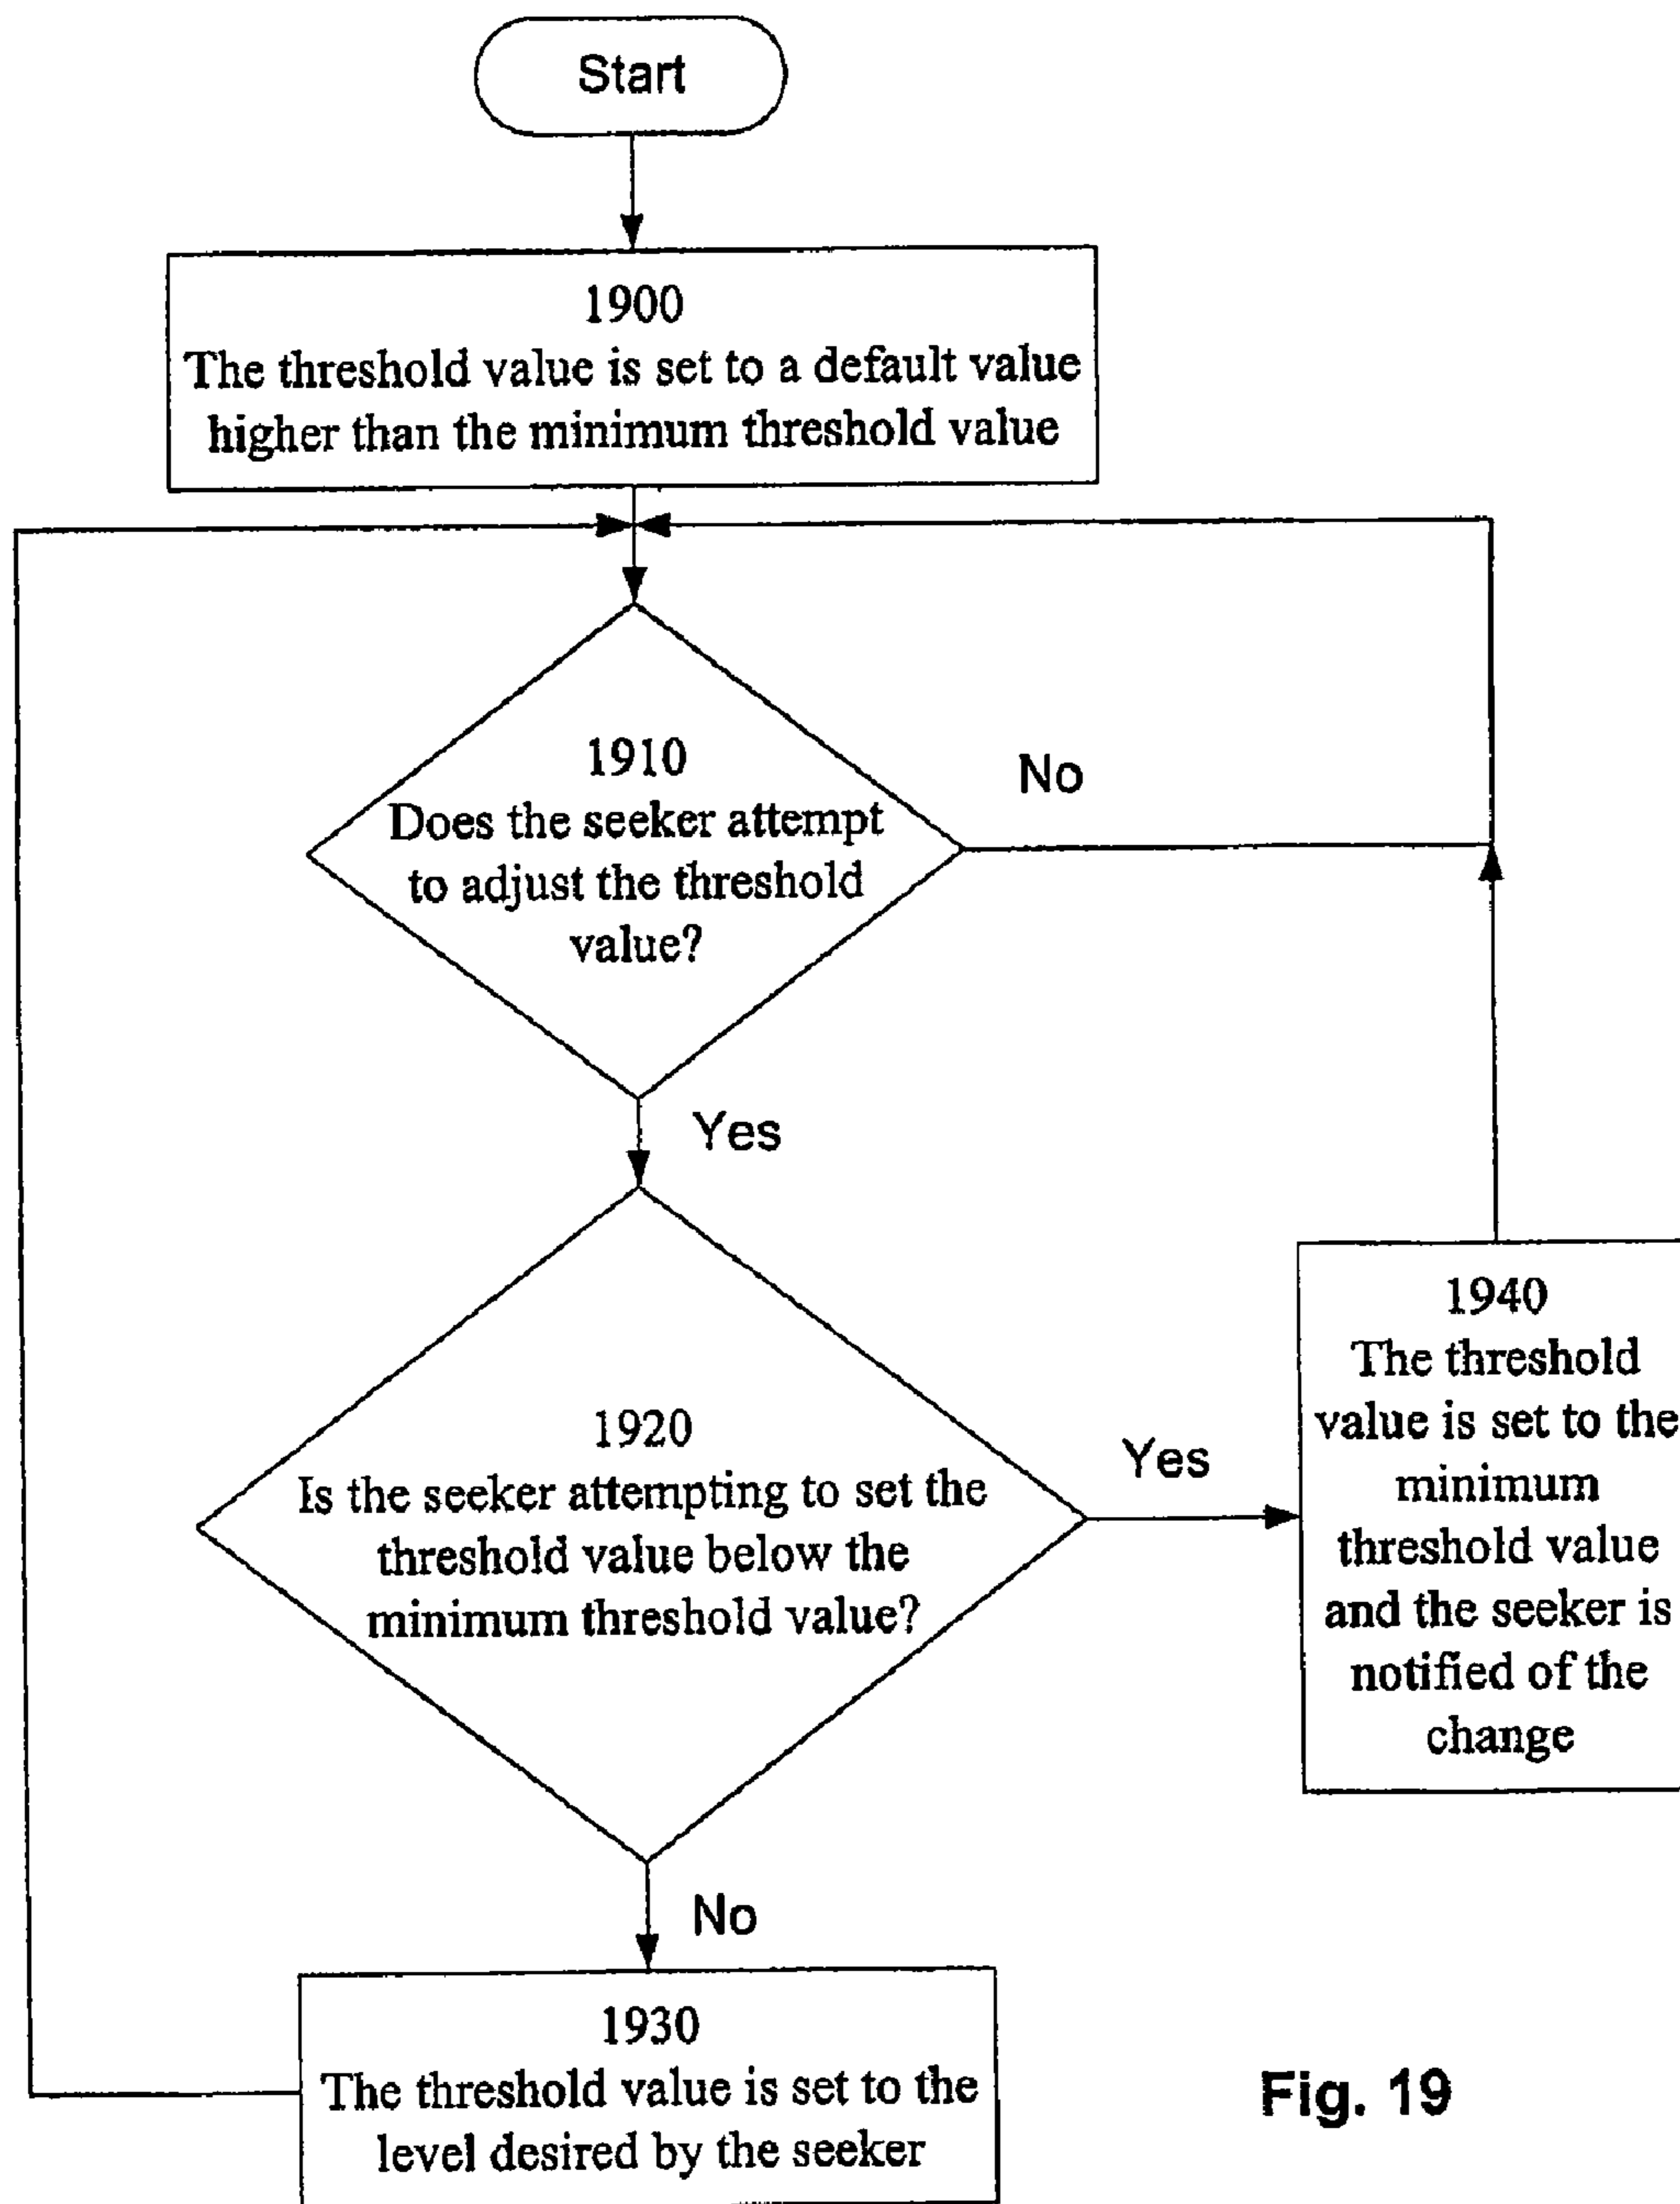 Start
1900
The threshold value is set to a default value
higher than the minimum threshold value
1910
Does the seeker attempt
to adjust the threshold
value?
No
Yes
1920
Is the seeker attempting to set the
threshold value below the
minimum threshold value?
Yes
1940
The threshold
value is set to the
minimum
threshold value
and the seeker is
notified of the
change
No
1930
The threshold value is set to the
level desired by the seeker
Fig. 19